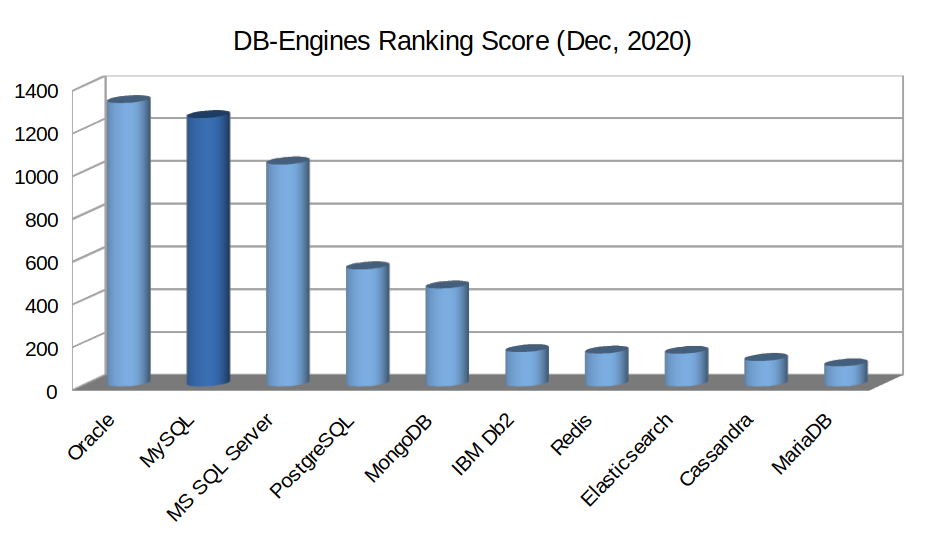 DB-Engines Ranking Score (Dec, 2020)
1400
1200
1000
800
600
400
200
0
Oracle
MySQL
MS SQL Server
PostgreSQL
MongoDB
IBM Db2
Redis
Elasticsearch
Cassandra
MariaDB